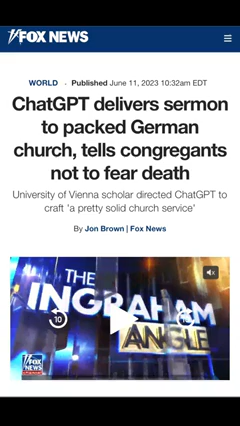 FOX NEWS
WORLD · Published June 11, 2023 10:32am EDT
ChatGPT delivers sermon
to packed German
church, tells congregants
not to fear death
University of Vienna scholar directed ChatGPT to
craft 'a pretty solid church service'
By Jon Brown | Fox News
THE
INGRAHAM
ANGLE
10
10
FOX
NEWS